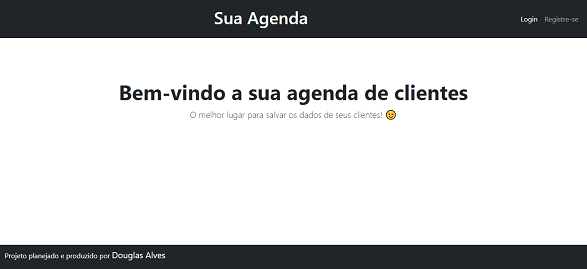 Sua Agenda
Login Registre-se
Bem-vindo a sua agenda de clientes
O melhor lugar para salvar os dados de seus clientes! 😉
Projeto planejado e produzido por Douglas Alves